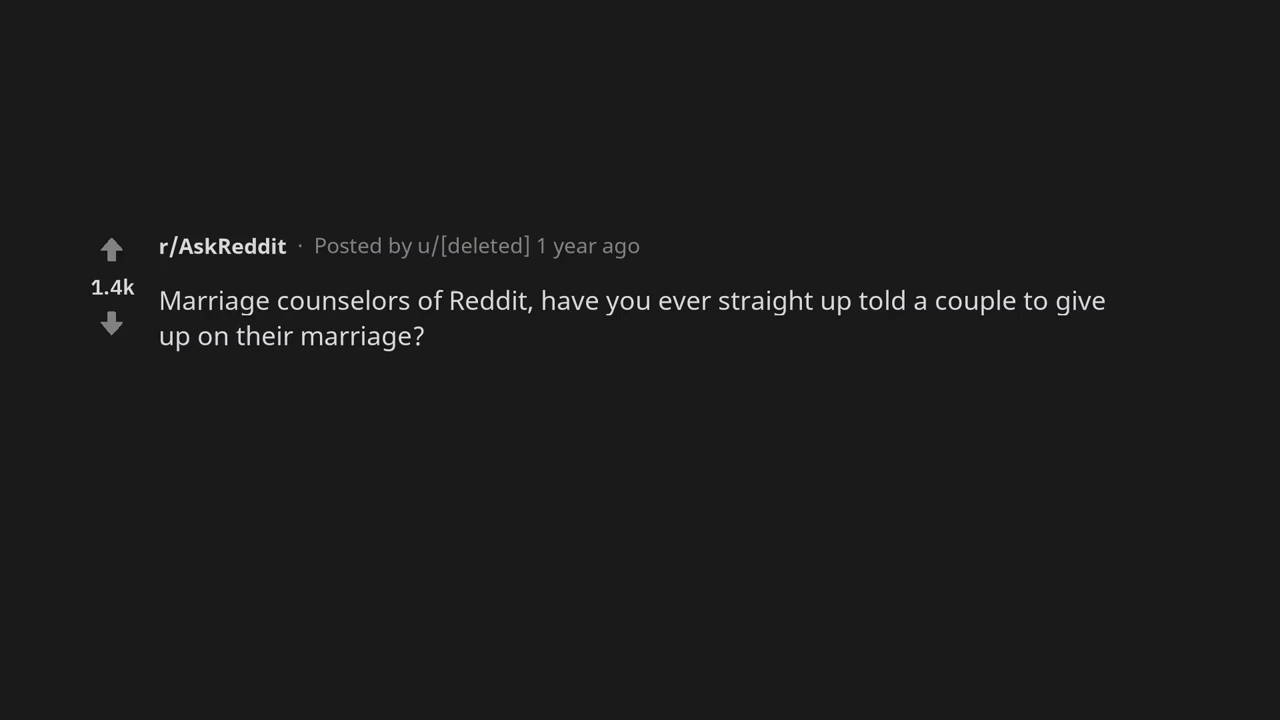 r/AskReddit · Posted by u/[deleted] 1 year ago
1.4k
Marriage counselors of Reddit, have you ever straight up told a couple to give
up on their marriage?